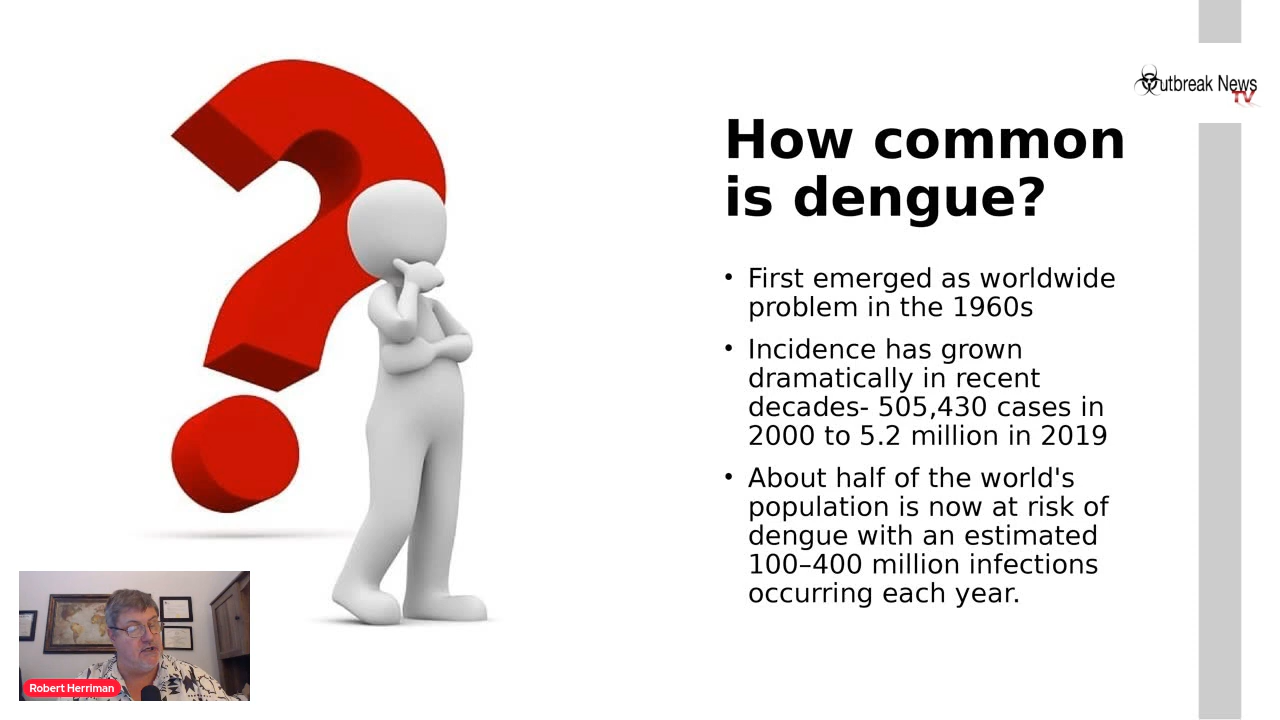 Outbreak News
TV
How common
is dengue?
• First emerged as worldwide
problem in the 1960s
• Incidence has grown
dramatically in recent
decades- 505,430 cases in
2000 to 5.2 million in 2019
• About half of the world's
population is now at risk of
dengue with an estimated
100–400 million infections
occurring each year.
Robert Herriman